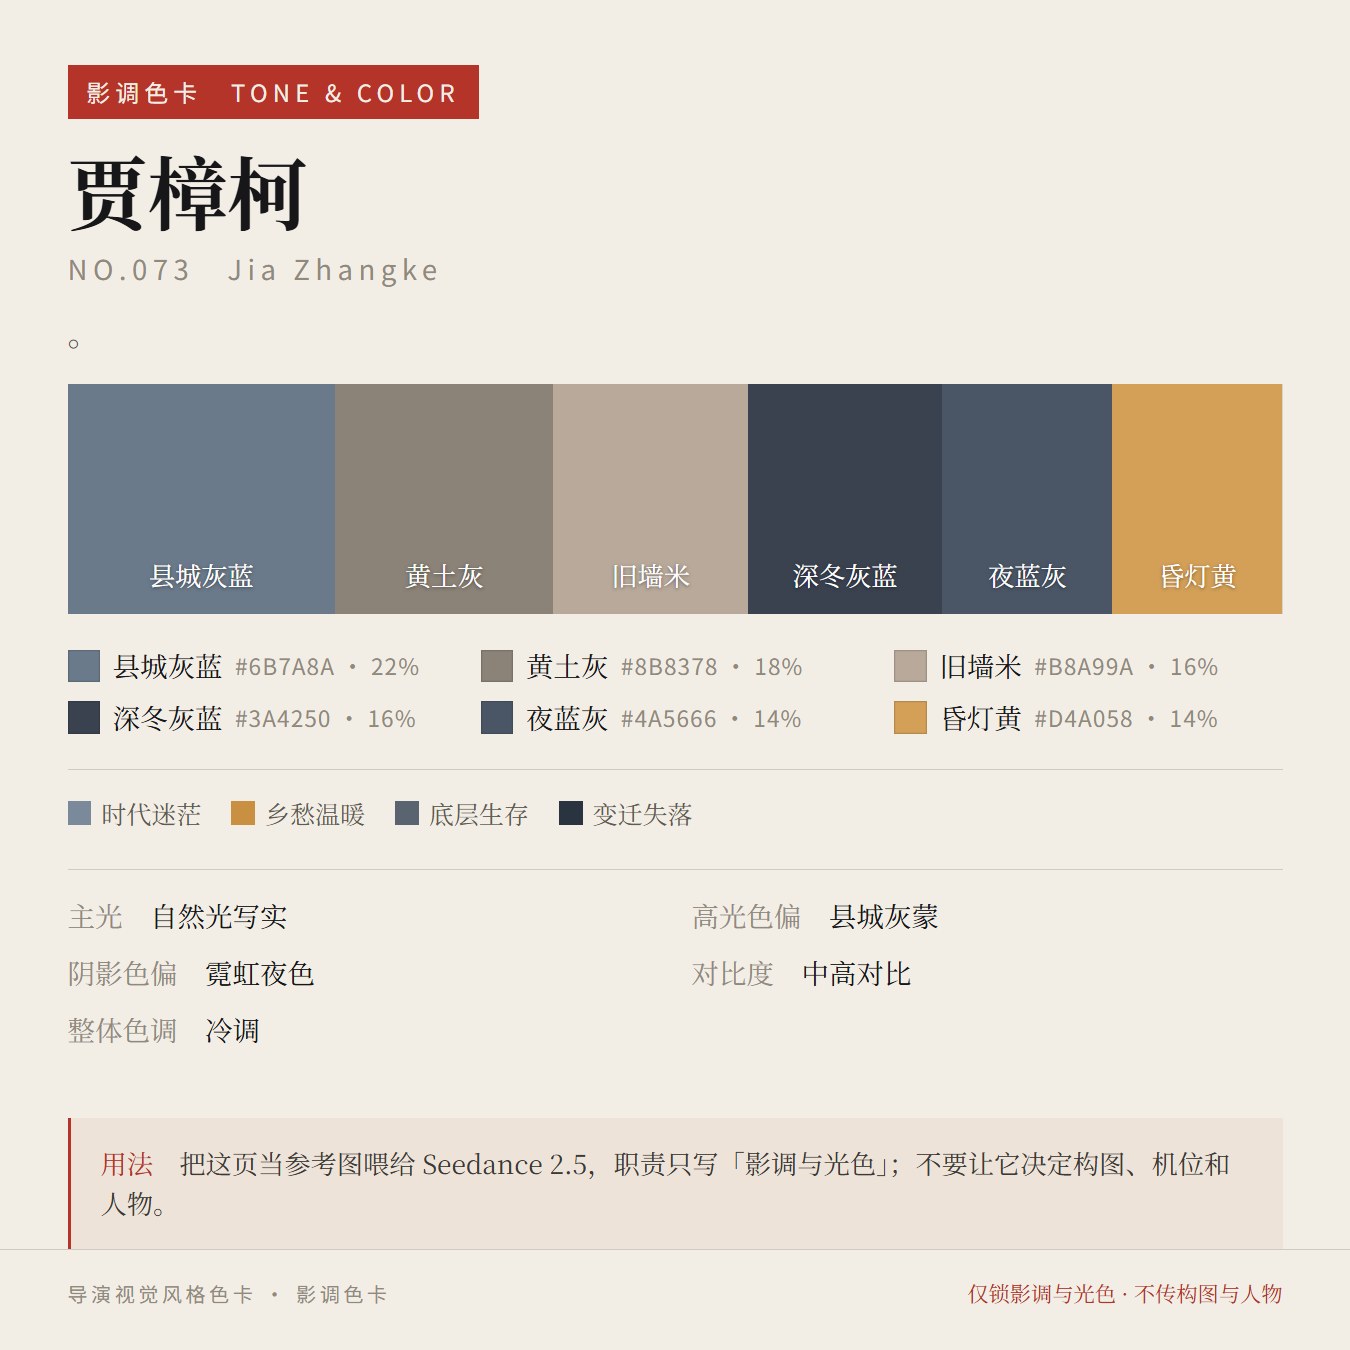 影调色卡 TONE & COLOR
贾樟柯
NO.073 Jia Zhangke
。
县城灰蓝 黄土灰 旧墙米 深冬灰蓝 夜蓝灰 昏灯黄
县城灰蓝 #6B7A8A • 22% 黄土灰 #8B8378 • 18% 旧墙米 #B8A99A • 16%
深冬灰蓝 #3A4250 • 16% 夜蓝灰 #4A5666 • 14% 昏灯黄 #D4A058 • 14%
时代迷茫 乡愁温暖 底层生存 变迁失落
主光 自然光写实 高光色偏 县城灰蒙
阴影色偏 霓虹夜色 对比度 中高对比
整体色调 冷调
用法 把这页当参考图喂给 Seedance 2.5，职责只写「影调与光色」；不要让它决定构图、机位和
人物。
导演视觉风格色卡 • 影调色卡 仅锁影调与光色 · 不传构图与人物